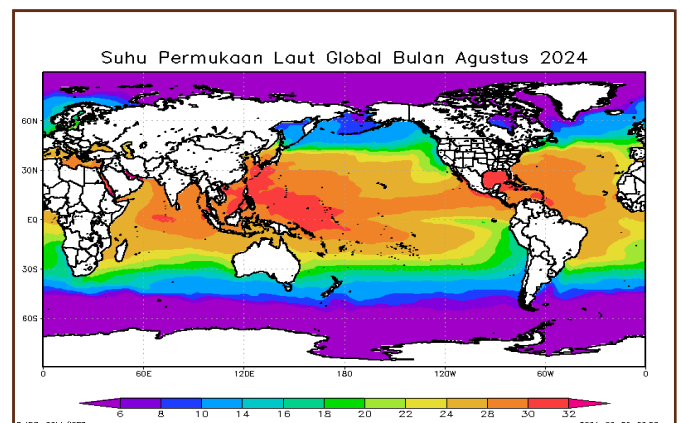 Suhu Permukaan Laut Global Bulan Agustus 2024
60N
30N
EQ
30S
60S
0 60E 120E 180 120W 60W 0
6 8 10 14 16 18 20 22 24 28 30 32